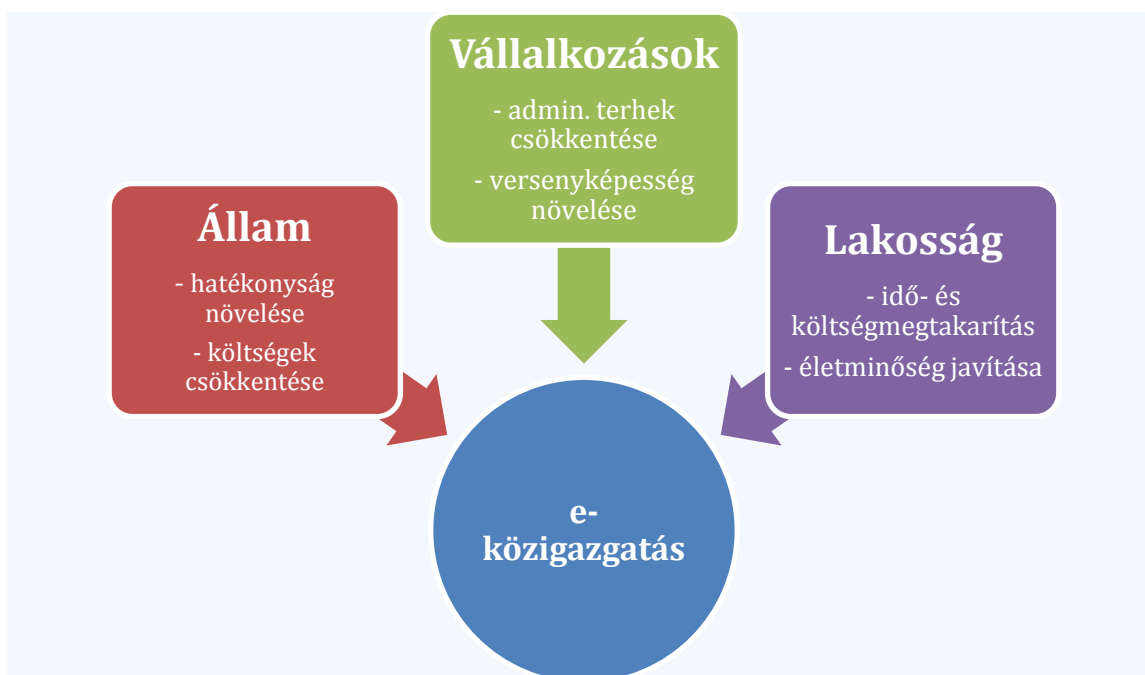 Vállalkozások
- admin. terhek
csökkentése
- versenyképesség
növelése
Állam
- hatékonyság
növelése
- költségek
csökkentése
Lakosság
- idő- és
költségmegtakarítás
- életminőség javítása
e-
közigazgatás